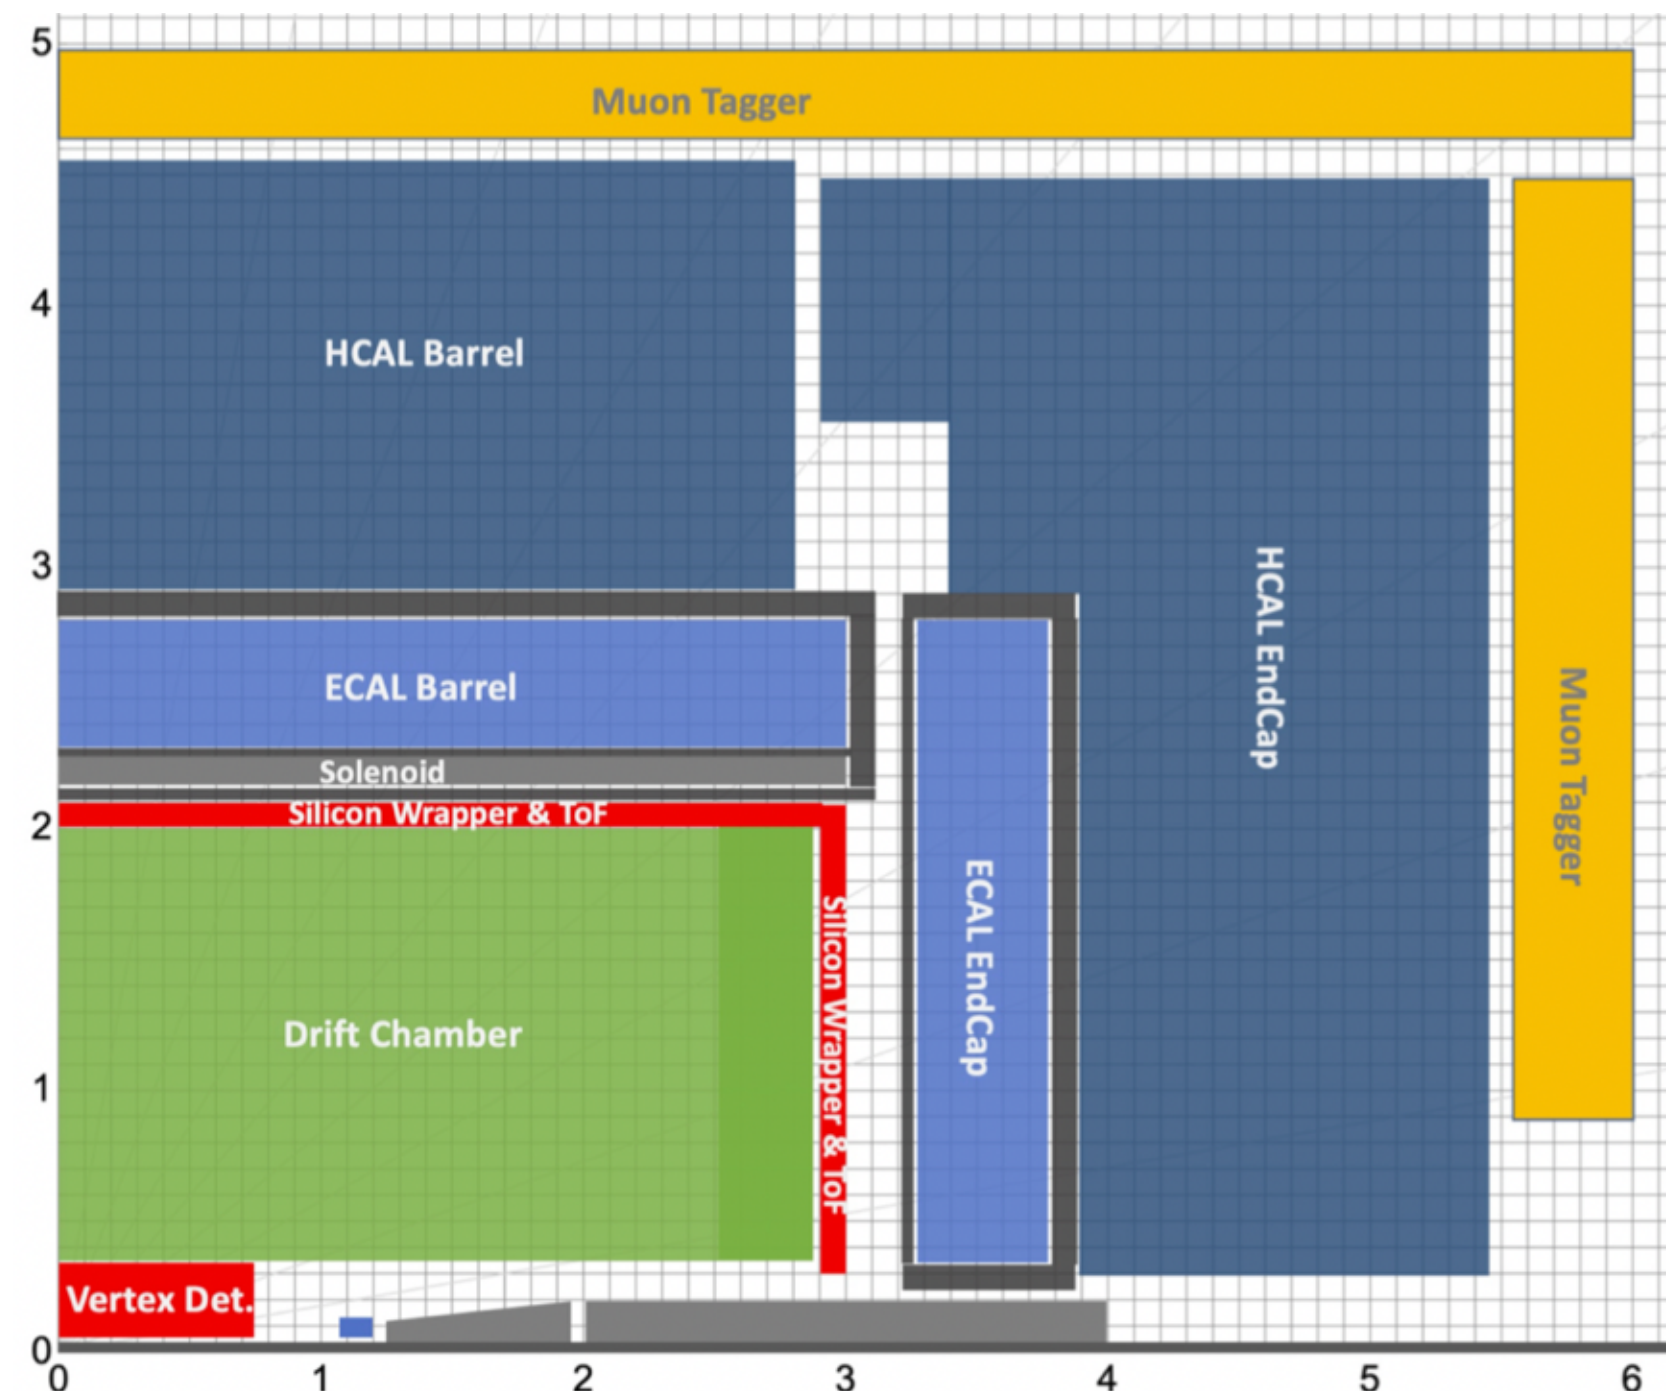 5
Muon Tagger
4
HCAL Barrel
3
HCAL EndCap
ECAL Barrel
Muon Tagger
Solenoid
Silicon Wrapper & ToF
2
ECAL EndCap
Silicon Wrapper & ToF
Drift Chamber
1
Vertex Det.
0
0 1 2 3 4 5 6